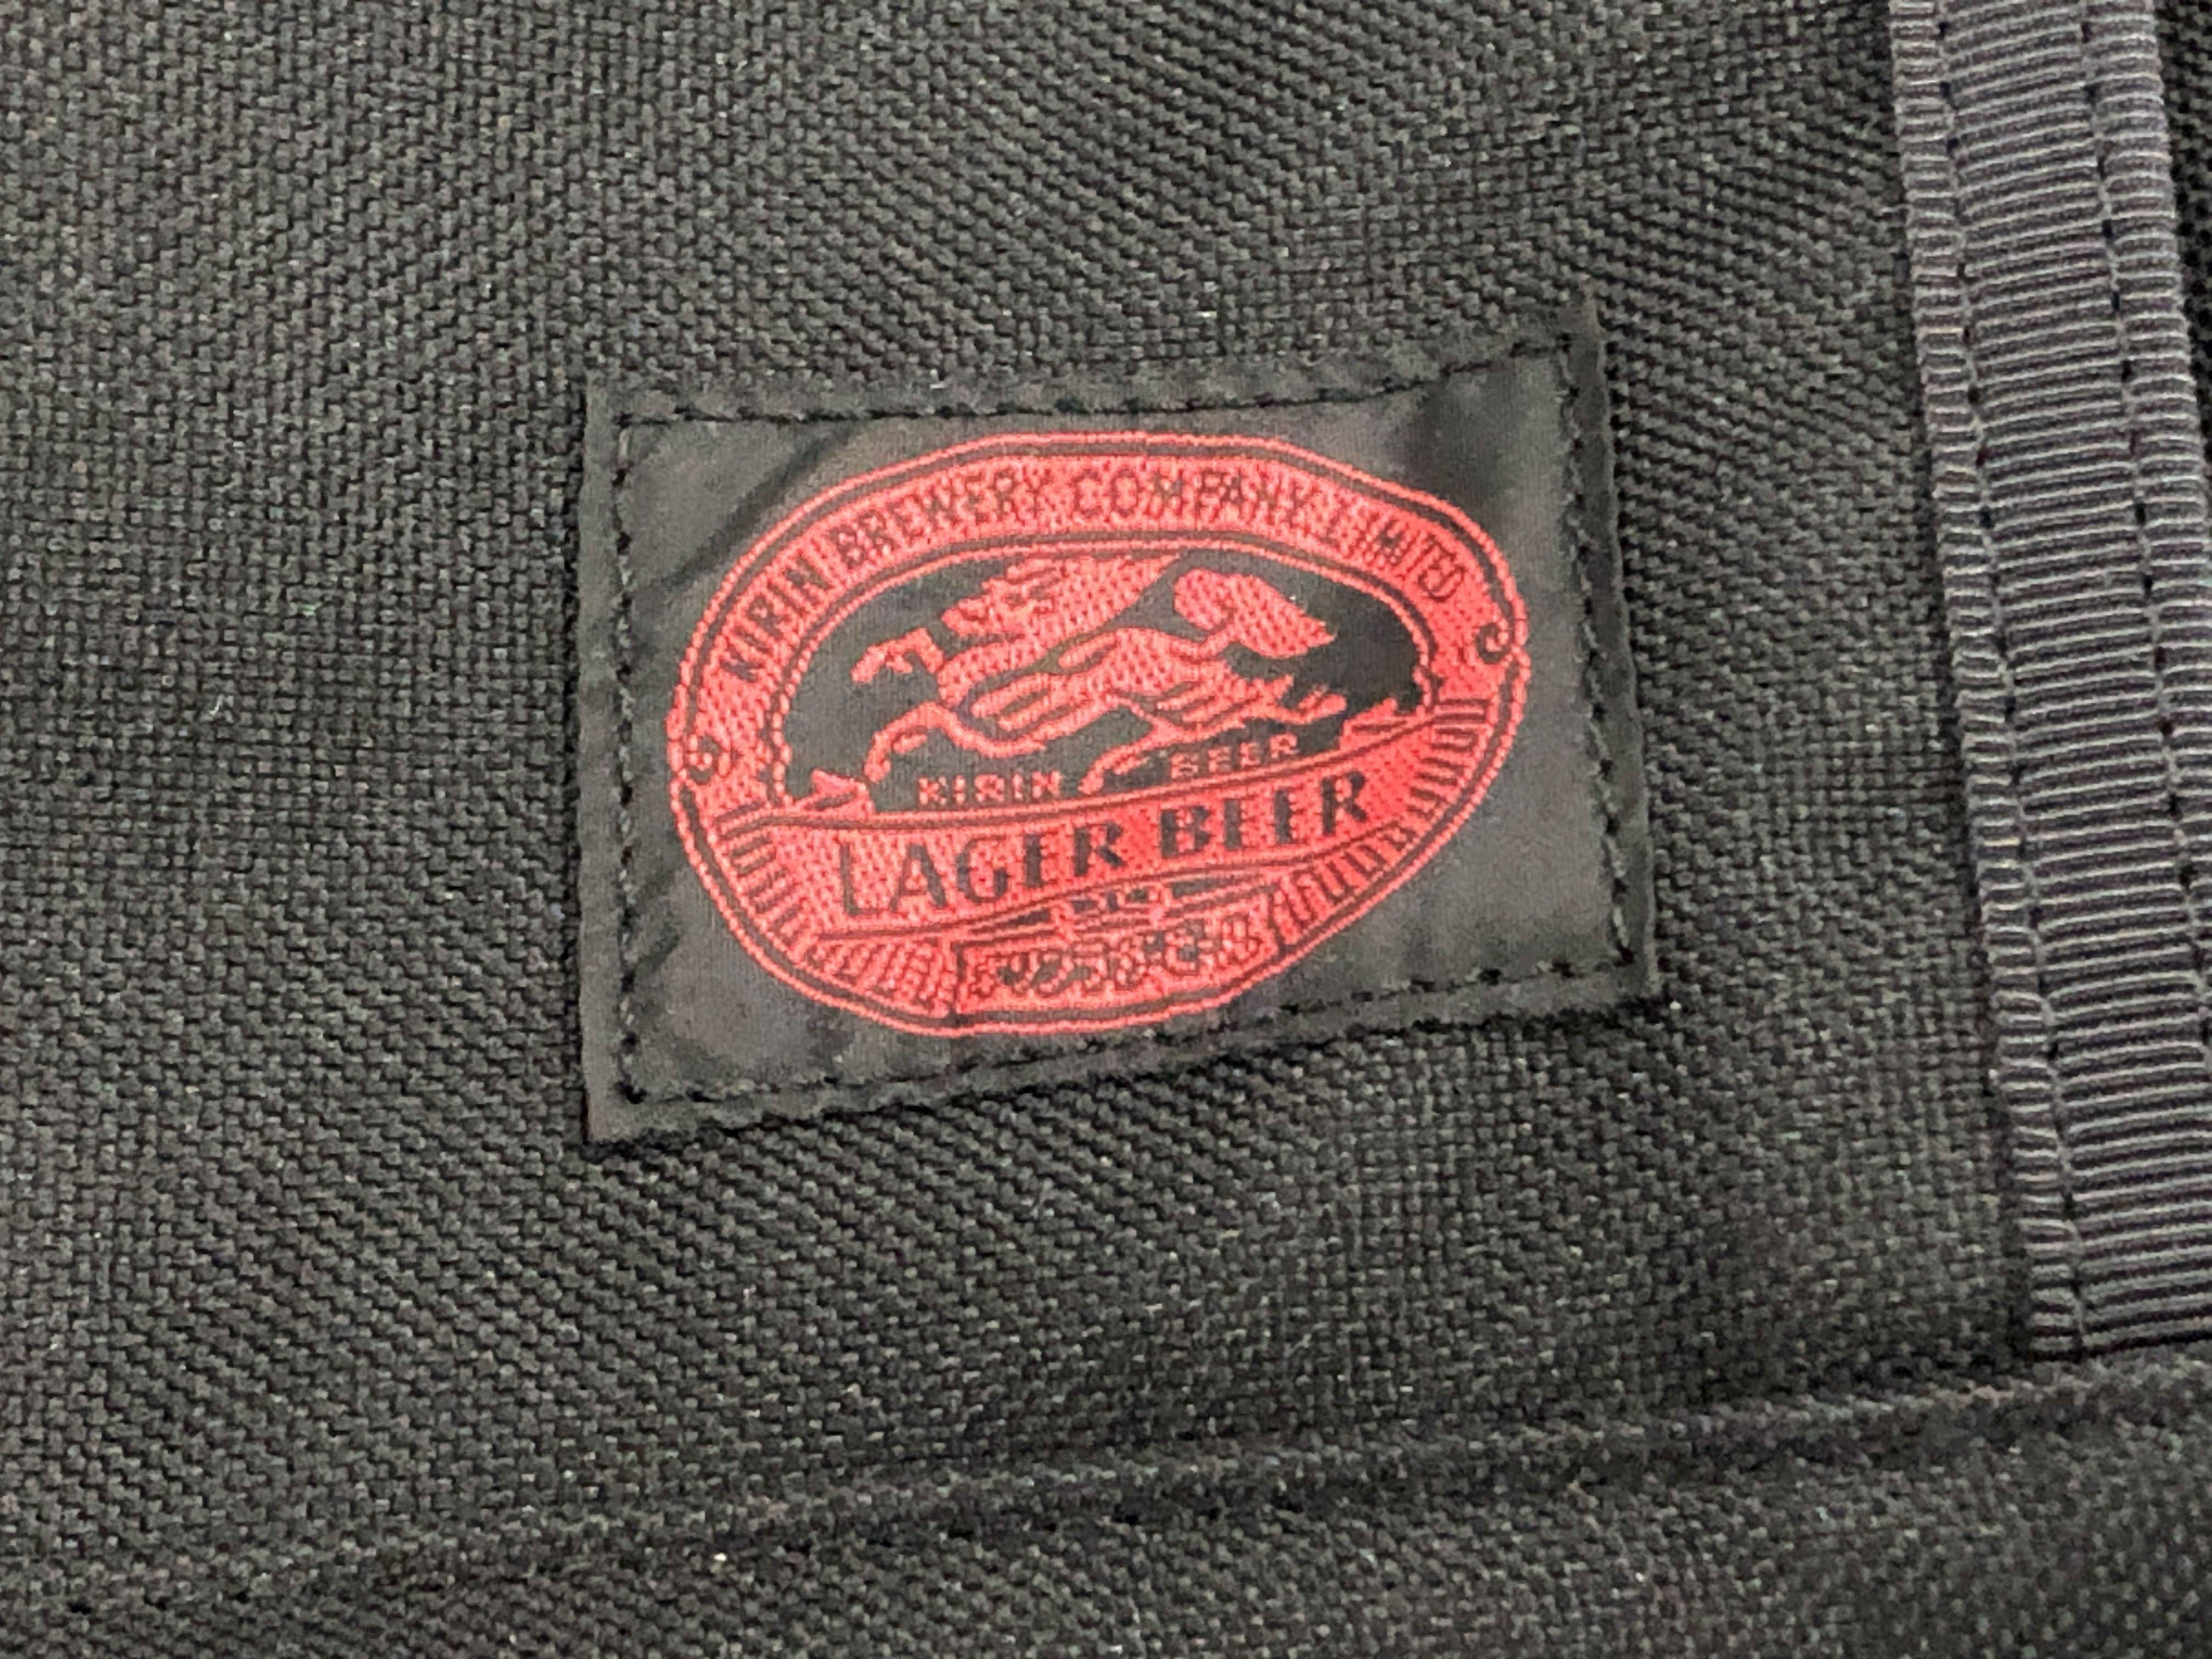 KIRIN BREWERY COMPANY, LIMITED
KIRIN BEER
LAGER BEER